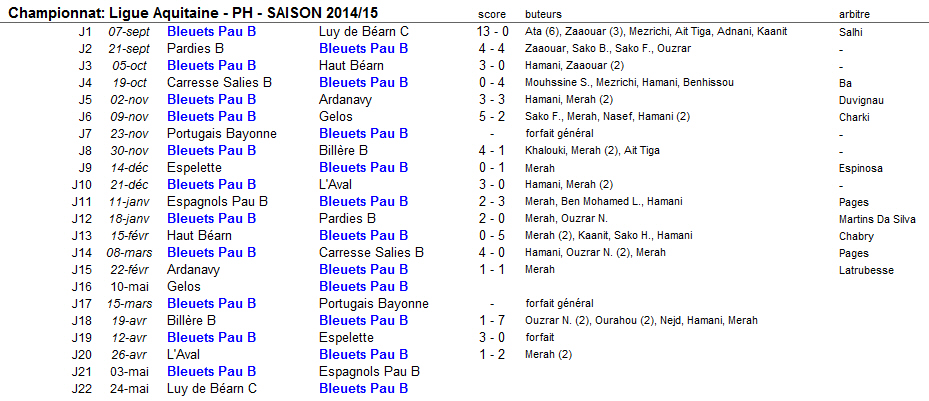 Championnat: Ligue Aquitaine - PH - SAISON 2014/15 score buteurs arbitre
J1 07-sept Bleuets Pau B Luy de Béarn C 13 - 0 Ata (6), Zaaouar (3), Mezrichi, Ait Tiga, Adnani, Kaanit Salhi
J2 21-sept Pardies B Bleuets Pau B 4 - 4 Zaaouar, Sako B., Sako F., Ouzrar -
J3 05-oct Bleuets Pau B Haut Béarn 3 - 0 Hamani, Zaaouar (2) -
J4 19-oct Carresse Salies B Bleuets Pau B 0 - 4 Mouhssine S., Mezrichi, Hamani, Benhissou Ba
J5 02-nov Bleuets Pau B Ardanavy 3 - 3 Hamani, Merah (2) Duvignau
J6 09-nov Bleuets Pau B Gelos 5 - 2 Sako F., Merah, Nasef, Hamani (2) Charki
J7 23-nov Portugais Bayonne Bleuets Pau B - forfait général -
J8 30-nov Bleuets Pau B Billère B 4 - 1 Khalouki, Merah (2), Ait Tiga -
J9 14-déc Espelette Bleuets Pau B 0 - 1 Merah Espinosa
J10 21-déc Bleuets Pau B L'Aval 3 - 0 Hamani, Merah (2) -
J11 11-janv Espagnols Pau B Bleuets Pau B 2 - 3 Merah, Ben Mohamed L., Hamani Pages
J12 18-janv Bleuets Pau B Pardies B 2 - 0 Merah, Ouzrar N. Martins Da Silva
J13 15-févr Haut Béarn Bleuets Pau B 0 - 5 Merah (2), Kaanit, Sako H., Hamani Chabry
J14 08-mars Bleuets Pau B Carresse Salies B 4 - 0 Hamani, Ouzrar N. (2), Merah Pages
J15 22-févr Ardanavy Bleuets Pau B 1 - 1 Merah Latrubesse
J16 10-mai Gelos Bleuets Pau B
J17 15-mars Bleuets Pau B Portugais Bayonne - forfait général
J18 19-avr Billère B Bleuets Pau B 1 - 7 Ouzrar N. (2), Ourahou (2), Nejd, Hamani, Merah
J19 12-avr Bleuets Pau B Espelette 3 - 0 forfait
J20 26-avr L'Aval Bleuets Pau B 1 - 2 Merah (2)
J21 03-mai Bleuets Pau B Espagnols Pau B
J22 24-mai Luy de Béarn C Bleuets Pau B